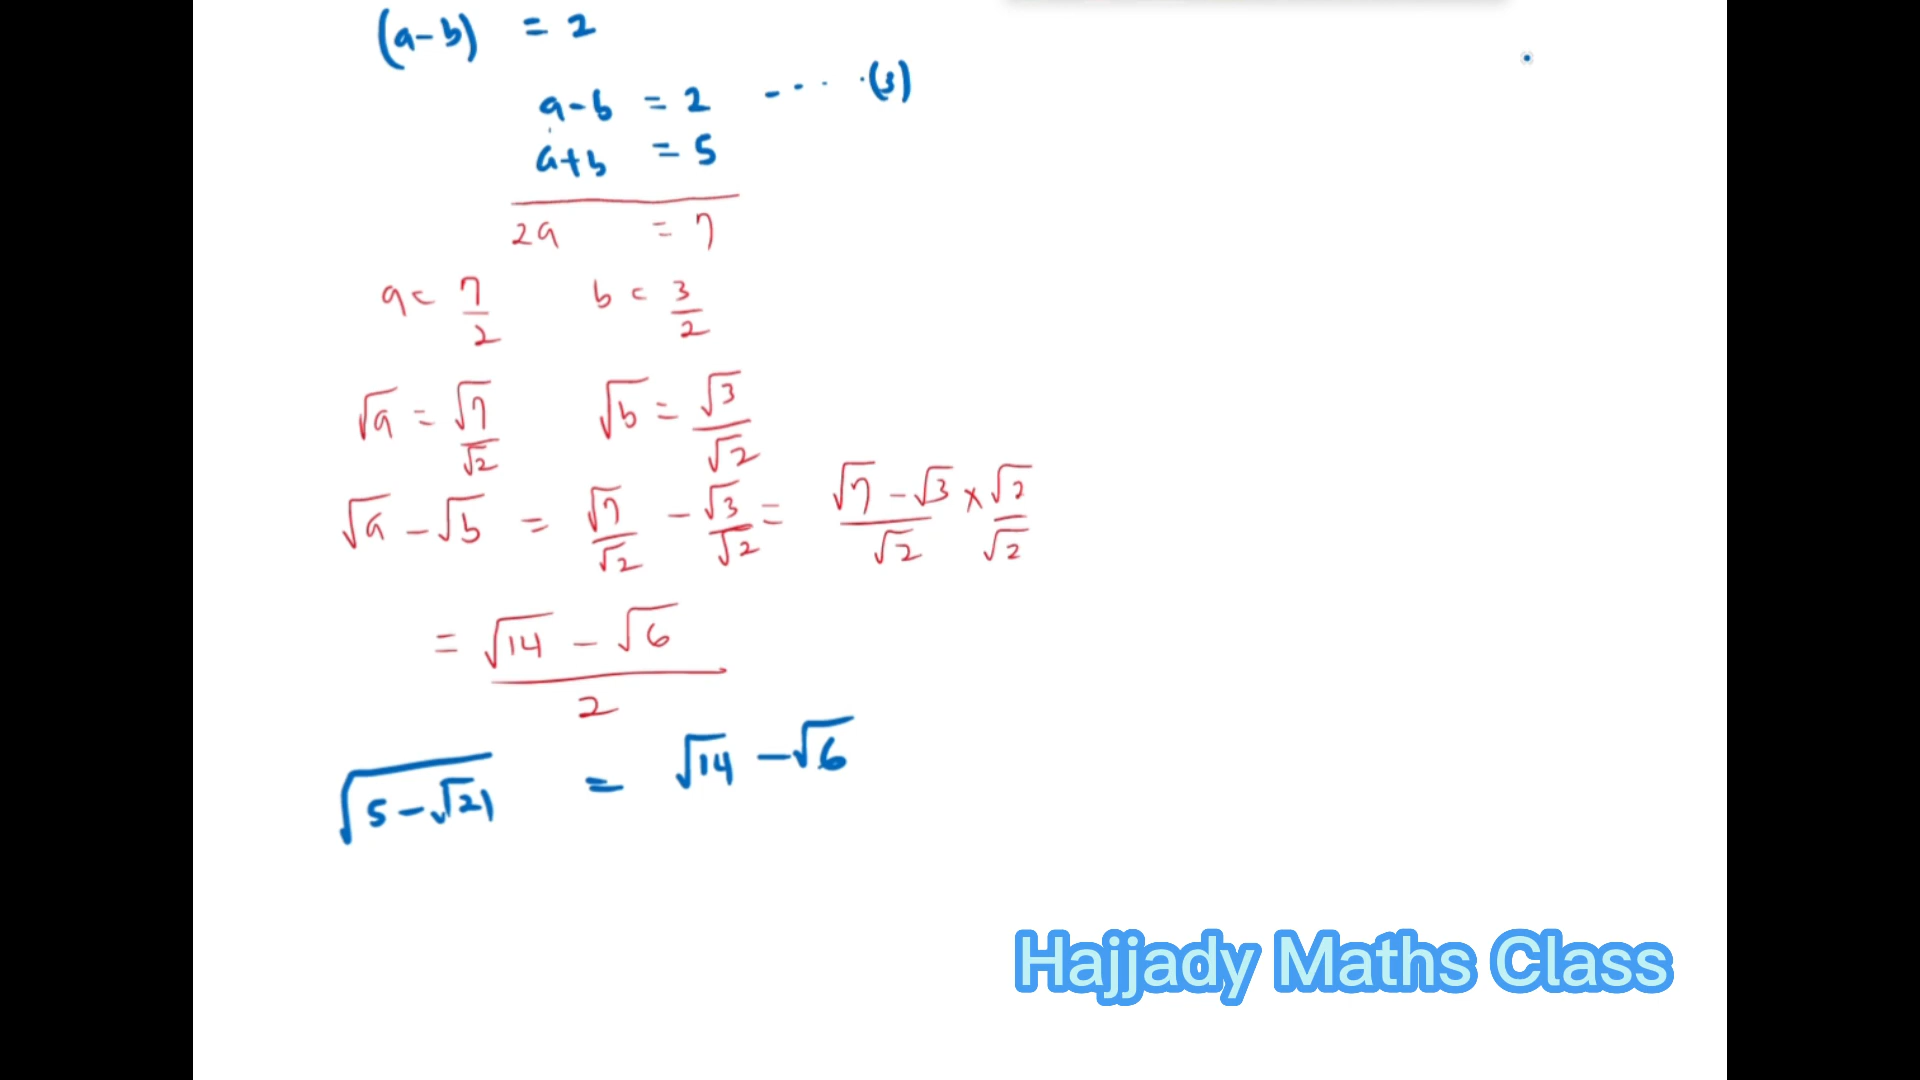 (a-b) = 2
a-b = 2 - - - · · (3)
a+b = 5
2a = 7
a = 7/2 b = 3/2
√a = √7/√2 √b = √3/√2
√a - √b = √7/√2 - √3/√2 = (√7 - √3)/√2 × √2/√2
= (√14 - √6)/2
√(5-√21) = √14 - √6
Hajjady Maths Class